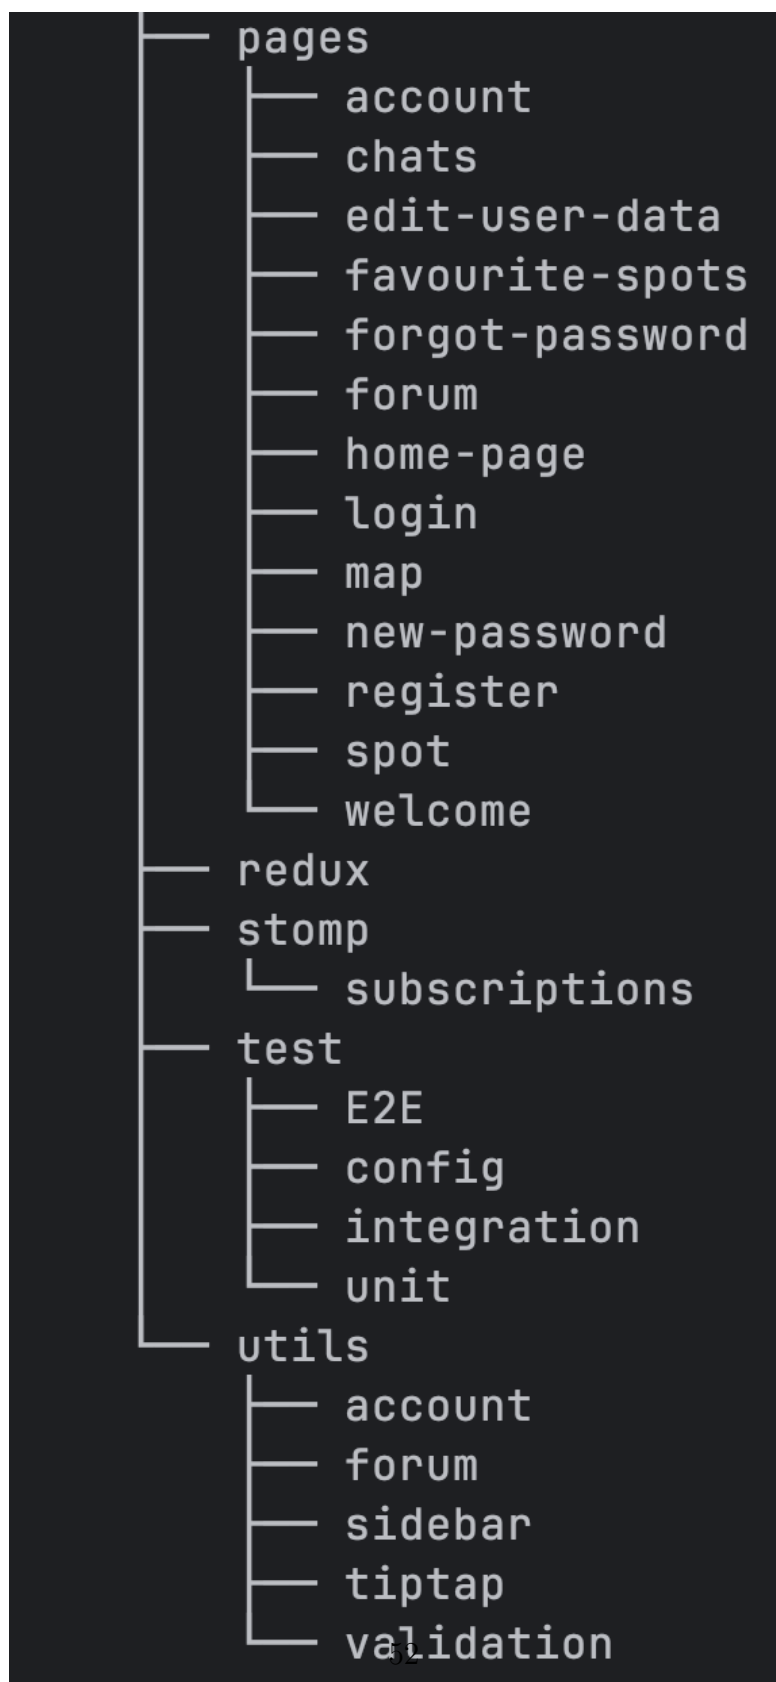 pages
account
chats
edit-user-data
favourite-spots
forgot-password
forum
home-page
login
map
new-password
register
spot
welcome
redux
stomp
subscriptions
test
E2E
config
integration
unit
utils
account
forum
sidebar
tiptap
validation
52